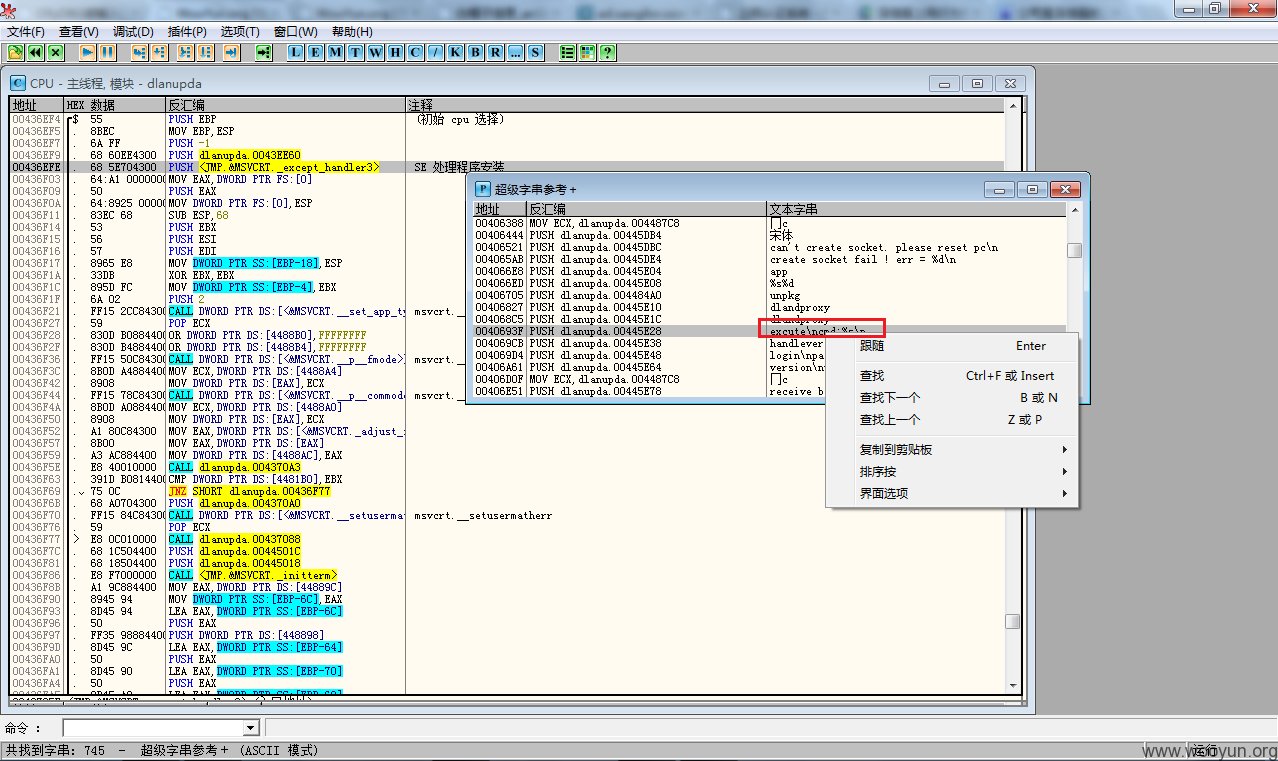 文件(F) 查看(V) 调试(D) 插件(P) 选项(T) 窗口(W) 帮助(H)
L E M T W H C / K B R ... S ?
C CPU - 主线程, 模块 - dlanupda
地址 HEX 数据 反汇编 注释
00436EF4 $ 55 PUSH EBP (初始 cpu 选择)
00436EF5 . 8BEC MOV EBP,ESP
00436EF7 . 6A FF PUSH -1
00436EF9 . 68 60EE4300 PUSH dlanupda.0043EE60
00436EFE . 68 5E704300 PUSH <JMP.&MSVCRT._except_handler3> SE 处理程序安装
00436F03 . 64:A1 0000000 MOV EAX,DWORD PTR FS:[0]
00436F09 . 50 PUSH EAX
00436F0A . 64:8925 00000 MOV DWORD PTR FS:[0],ESP
00436F11 . 83EC 68 SUB ESP,68
00436F14 . 53 PUSH EBX
00436F15 . 56 PUSH ESI
00436F16 . 57 PUSH EDI
00436F17 . 8965 E8 MOV DWORD PTR SS:[EBP-18],ESP
00436F1A . 33DB XOR EBX,EBX
00436F1C . 895D FC MOV DWORD PTR SS:[EBP-4],EBX
00436F1F . 6A 02 PUSH 2
00436F21 . FF15 2CC84300 CALL DWORD PTR DS:[<&MSVCRT.__set_app_ty msvcrt.
00436F27 . 59 POP ECX
00436F28 . 830D B0884400 OR DWORD PTR DS:[4488B0],FFFFFFFF
00436F2F . 830D B4884400 OR DWORD PTR DS:[4488B4],FFFFFFFF
00436F36 . FF15 50C84300 CALL DWORD PTR DS:[<&MSVCRT.__p__fmode>] msvcrt.
00436F3C . 8B0D A4884400 MOV ECX,DWORD PTR DS:[4488A4]
00436F42 . 8908 MOV DWORD PTR DS:[EAX],ECX
00436F44 . FF15 78C84300 CALL DWORD PTR DS:[<&MSVCRT.__p__commode msvcrt.
00436F4A . 8B0D A0884400 MOV ECX,DWORD PTR DS:[4488A0]
00436F50 . 8908 MOV DWORD PTR DS:[EAX],ECX
00436F52 . A1 80C84300 MOV EAX,DWORD PTR DS:[<&MSVCRT._adjust_
00436F57 . 8B00 MOV EAX,DWORD PTR DS:[EAX]
00436F59 . A3 AC884400 MOV DWORD PTR DS:[4488AC],EAX
00436F5E . E8 40010000 CALL dlanupda.004370A3
00436F63 . 391D B0814400 CMP DWORD PTR DS:[4481B0],EBX
00436F69 . 75 0C JNZ SHORT dlanupda.00436F77
00436F6B . 68 A0704300 PUSH dlanupda.004370A0
00436F70 . FF15 84C84300 CALL DWORD PTR DS:[<&MSVCRT.__setusermat msvcrt.__setusermatherr
00436F76 . 59 POP ECX
00436F77 > E8 0C010000 CALL dlanupda.00437088
00436F7C . 68 1C504400 PUSH dlanupda.0044501C
00436F81 . 68 18504400 PUSH dlanupda.00445018
00436F86 . E8 F7000000 CALL <JMP.&MSVCRT._initterm>
00436F8B . A1 9C884400 MOV EAX,DWORD PTR DS:[44889C]
00436F90 . 8945 94 MOV DWORD PTR SS:[EBP-6C],EAX
00436F93 . 8D45 94 LEA EAX,DWORD PTR SS:[EBP-6C]
00436F96 . 50 PUSH EAX
00436F97 . FF35 98884400 PUSH DWORD PTR DS:[448898]
00436F9D . 8D45 9C LEA EAX,DWORD PTR SS:[EBP-64]
00436FA0 . 50 PUSH EAX
00436FA1 . 8D45 90 LEA EAX,DWORD PTR SS:[EBP-70]
00436FA4 . 50 PUSH EAX
P 超级字串参考+
地址 反汇编 文本字串
00406388 MOV ECX,dlanupda.004487C8 c
00406444 PUSH dlanupda.00445DB4 宋体
00406521 PUSH dlanupda.00445DBC can't create socket. please reset pc\n
004065AB PUSH dlanupda.00445DE4 create socket fail ! err = %d\n
004066B8 PUSH dlanupda.00445E04 app
004066ED PUSH dlanupda.00445E08 %s%d
00406705 PUSH dlanupda.004484A0 unpkg
00406827 PUSH dlanupda.00445E10 dlandproxy
004068C5 PUSH dlanupda.00445E1C dlandproxy
0040693F PUSH dlanupda.00445E28 excute\ncmd:%s\n
004069CB PUSH dlanupda.00445E38 handlever
004069D4 PUSH dlanupda.00445E48 login\npa
00406A61 PUSH dlanupda.00445E64 version\n
00406D0F MOV ECX,dlanupda.004487C8 c
00406E51 PUSH dlanupda.00445E78 receive b
跟随 Enter
查找 Ctrl+F 或 Insert
查找下一个 B 或 N
查找上一个 Z 或 P
复制到剪贴板
排序按
界面选项
命令 :
共找到字串: 745 - 超级字串参考+ (ASCII 模式) 运行
www.wooyun.org